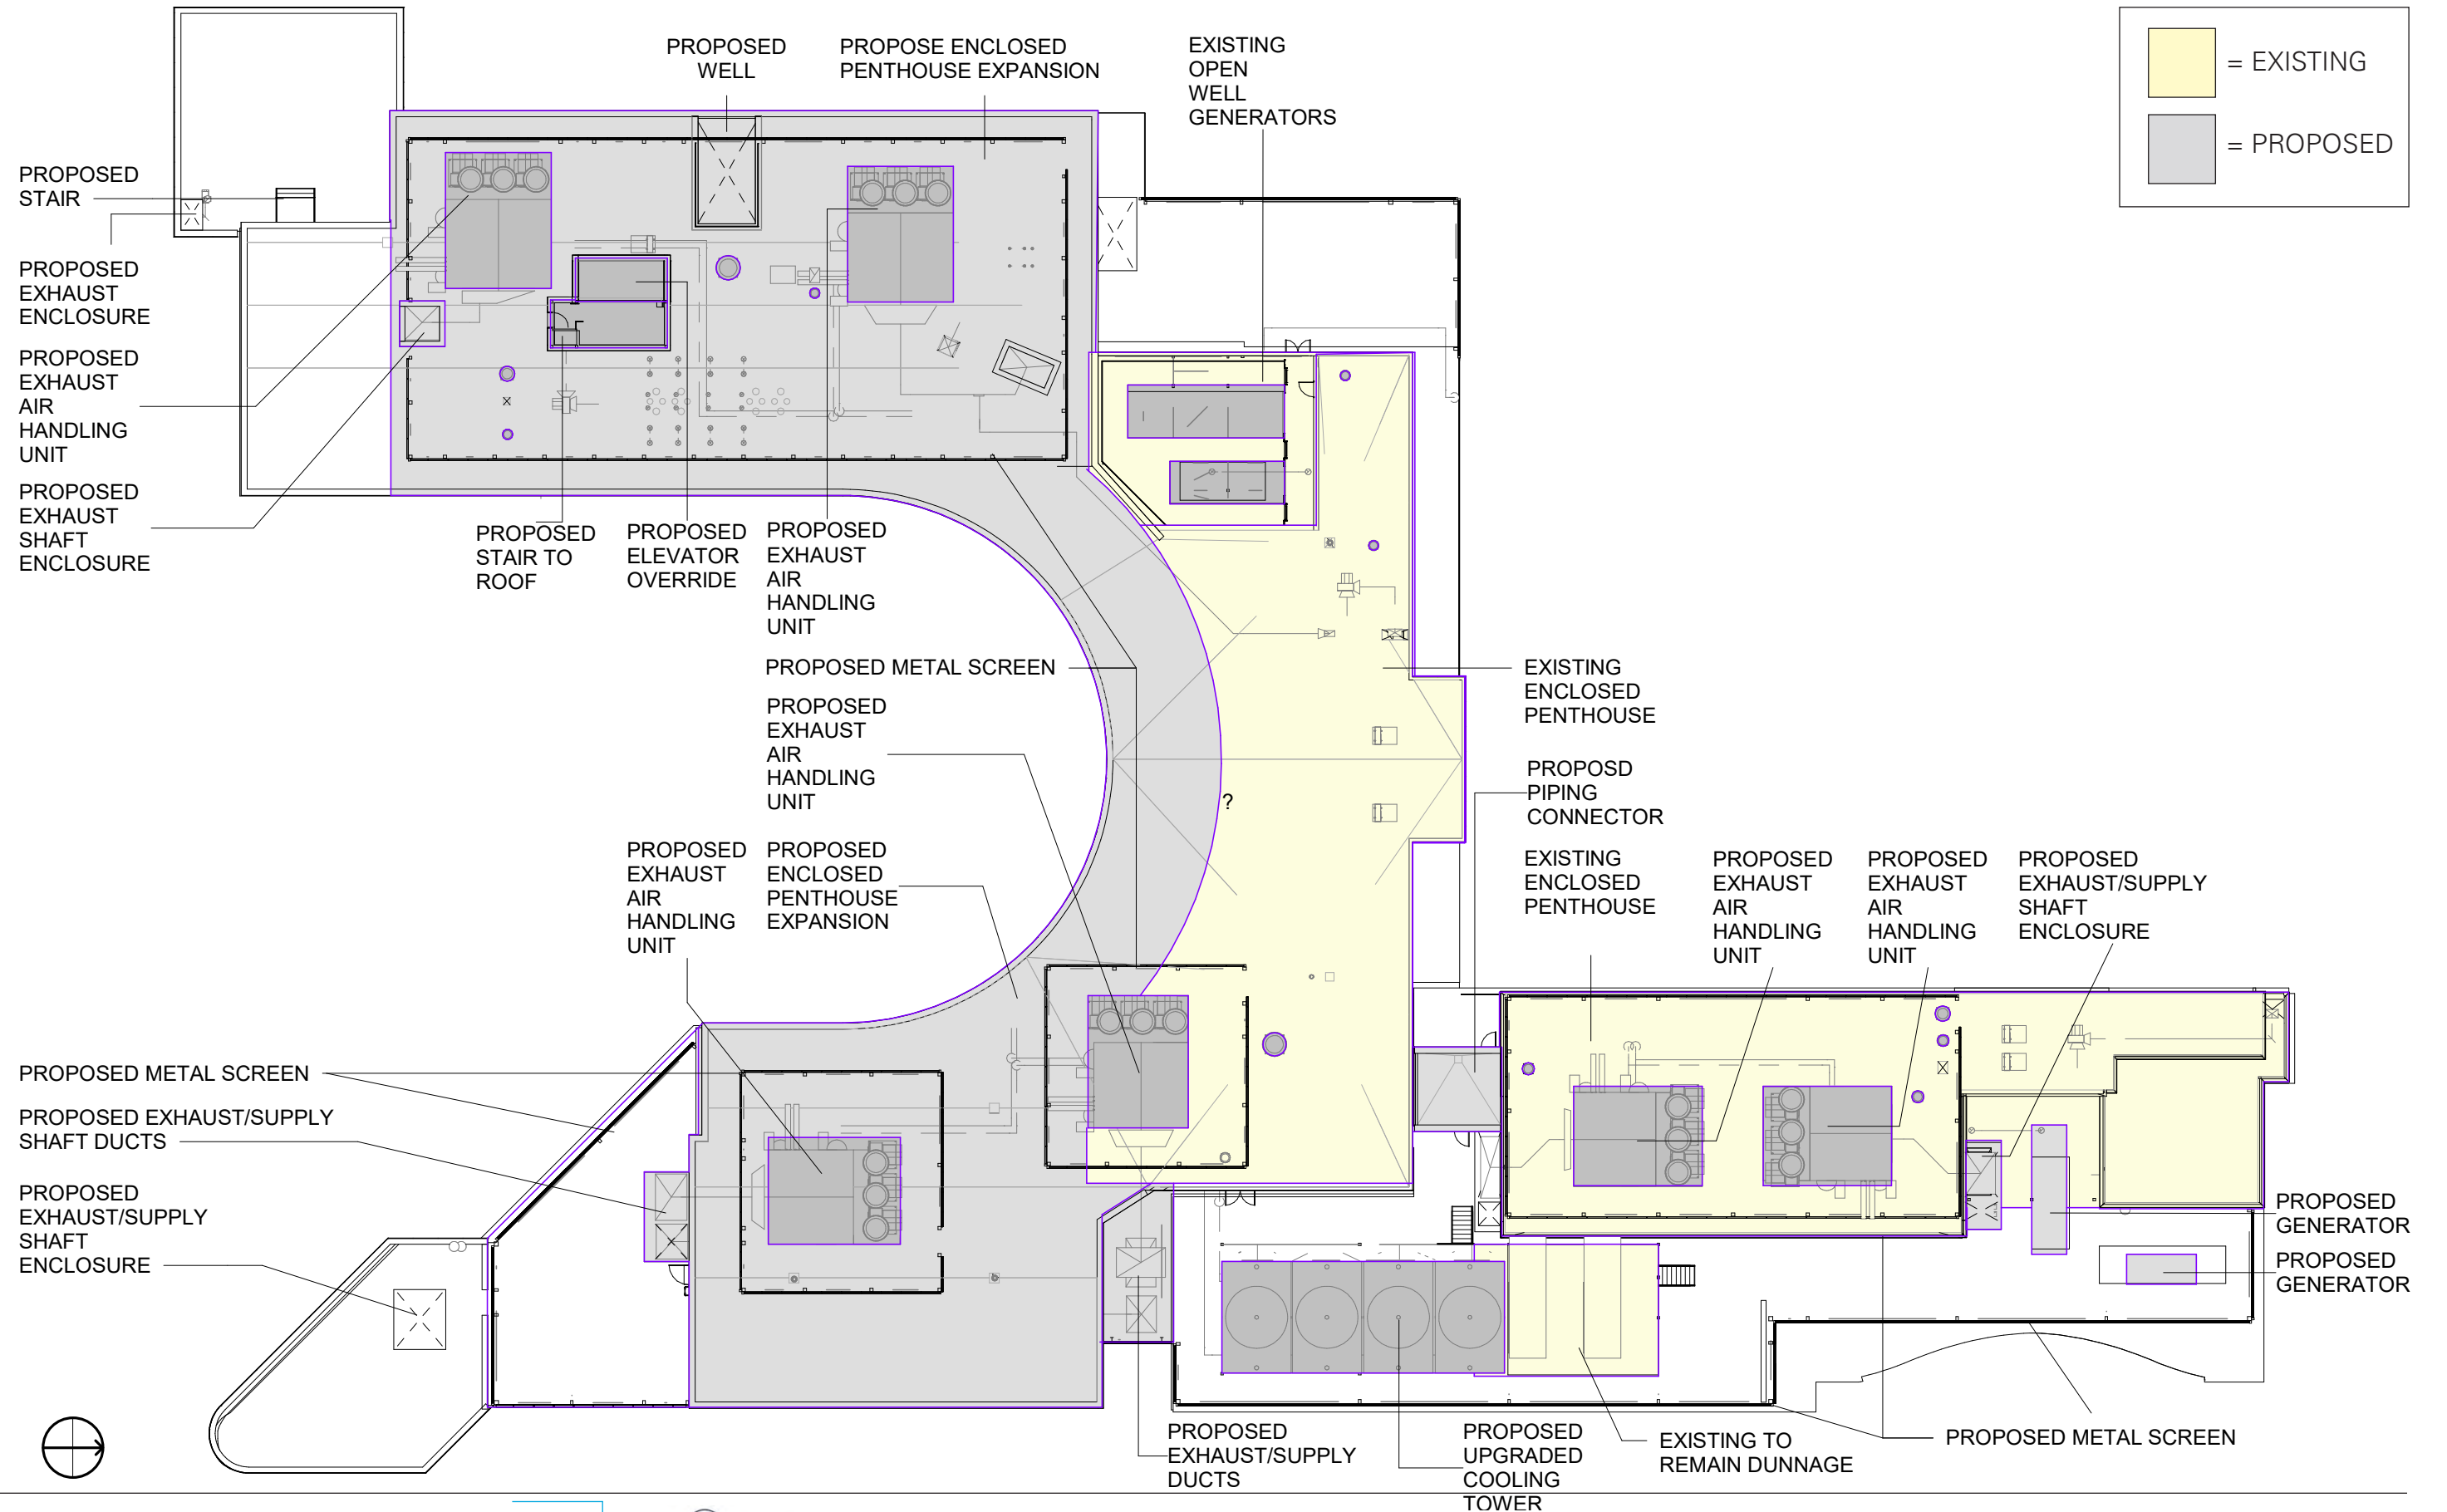 PROPOSED
WELL
PROPOSE ENCLOSED
PENTHOUSE EXPANSION
EXISTING
OPEN
WELL
GENERATORS
= EXISTING
= PROPOSED
PROPOSED
STAIR
PROPOSED
EXHAUST
ENCLOSURE
PROPOSED
EXHAUST
AIR
HANDLING
UNIT
PROPOSED
EXHAUST
SHAFT
ENCLOSURE
PROPOSED
STAIR TO
ROOF
PROPOSED
ELEVATOR
OVERRIDE
PROPOSED
EXHAUST
AIR
HANDLING
UNIT
PROPOSED METAL SCREEN
PROPOSED
EXHAUST
AIR
HANDLING
UNIT
EXISTING
ENCLOSED
PENTHOUSE
PROPOSD
PIPING
CONNECTOR
?
PROPOSED
EXHAUST
AIR
HANDLING
UNIT
PROPOSED
ENCLOSED
PENTHOUSE
EXPANSION
EXISTING
ENCLOSED
PENTHOUSE
PROPOSED
EXHAUST
AIR
HANDLING
UNIT
PROPOSED
EXHAUST
AIR
HANDLING
UNIT
PROPOSED
EXHAUST/SUPPLY
SHAFT
ENCLOSURE
PROPOSED METAL SCREEN
PROPOSED EXHAUST/SUPPLY
SHAFT DUCTS
PROPOSED
EXHAUST/SUPPLY
SHAFT
ENCLOSURE
PROPOSED
GENERATOR
PROPOSED
GENERATOR
PROPOSED
EXHAUST/SUPPLY
DUCTS
PROPOSED
UPGRADED
COOLING
TOWER
EXISTING TO
REMAIN DUNNAGE
PROPOSED METAL SCREEN